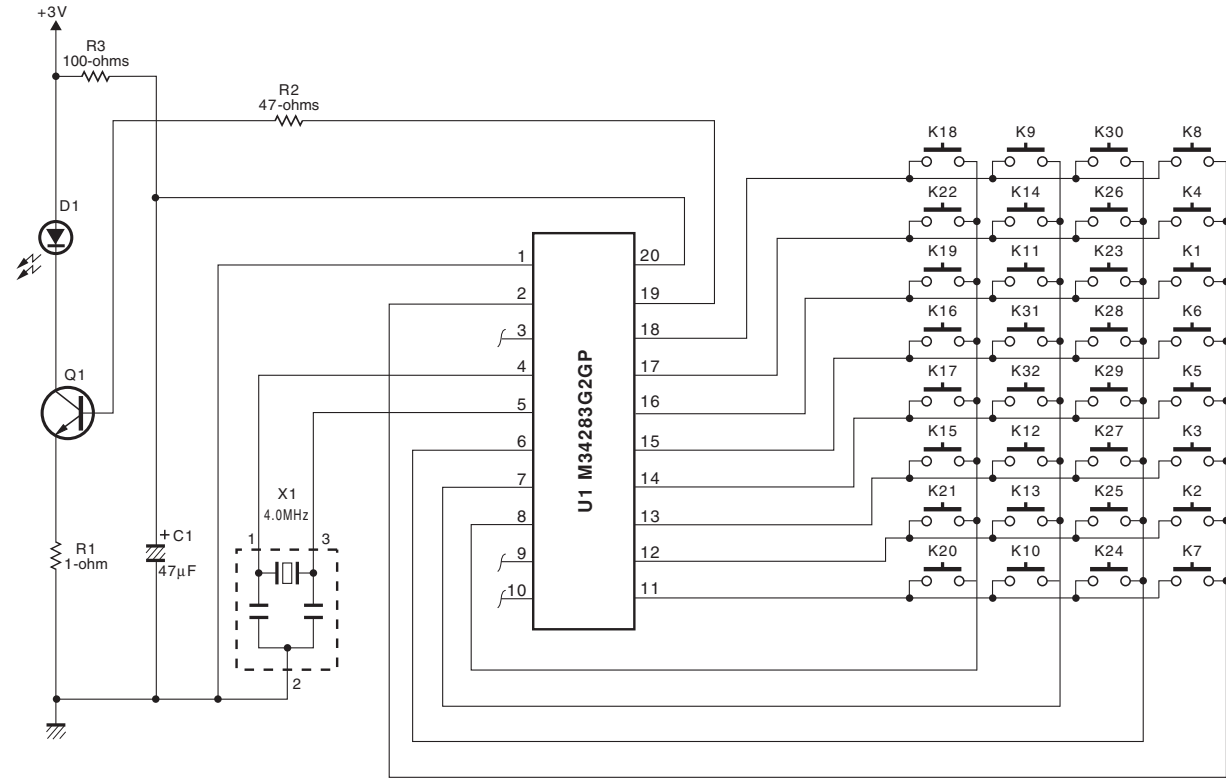 +3V
R3
100-ohms
R2
47-ohms
K18 K9 K30 K8
K22 K14 K26 K4
D1
K19 K11 K23 K1
1 20
2 19
K16 K31 K28 K6
3 18
4 17
K17 K32 K29 K5
Q1
5 16
U1 M34283G2GP
6 15
K15 K12 K27 K3
7 14
X1
4.0MHz
8 13
K21 K13 K25 K2
1 3
R1
1-ohm
+C1
47µF
9 12
K20 K10 K24 K7
10 11
2